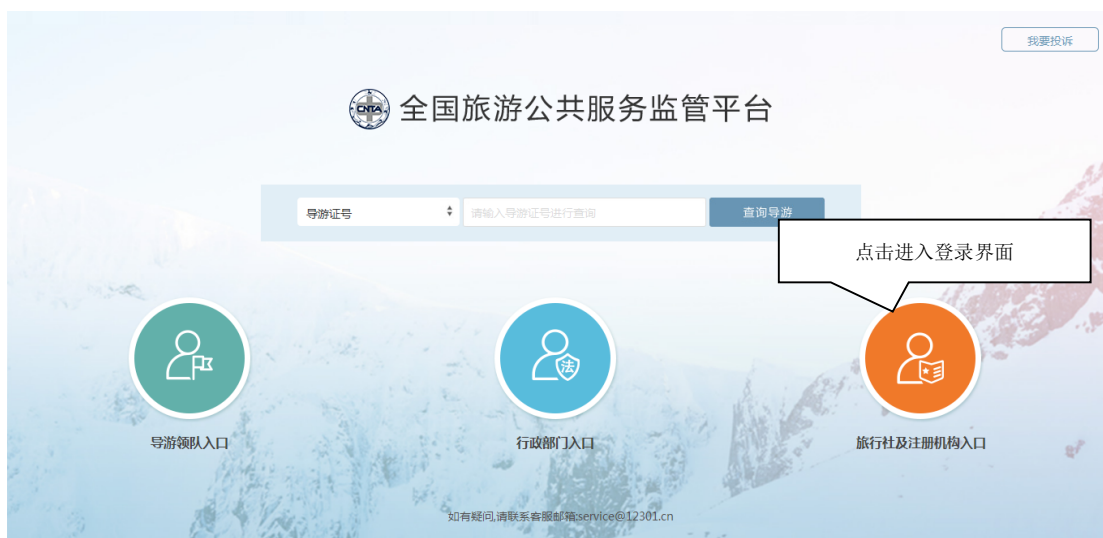 我要投诉
CNTA 全国旅游公共服务监管平台
导游证号 请输入导游证号进行查询 查询导游
点击进入登录界面
法
导游领队入口 行政部门入口 旅行社及注册机构入口
如有疑问,请联系客服邮箱:service@12301.cn